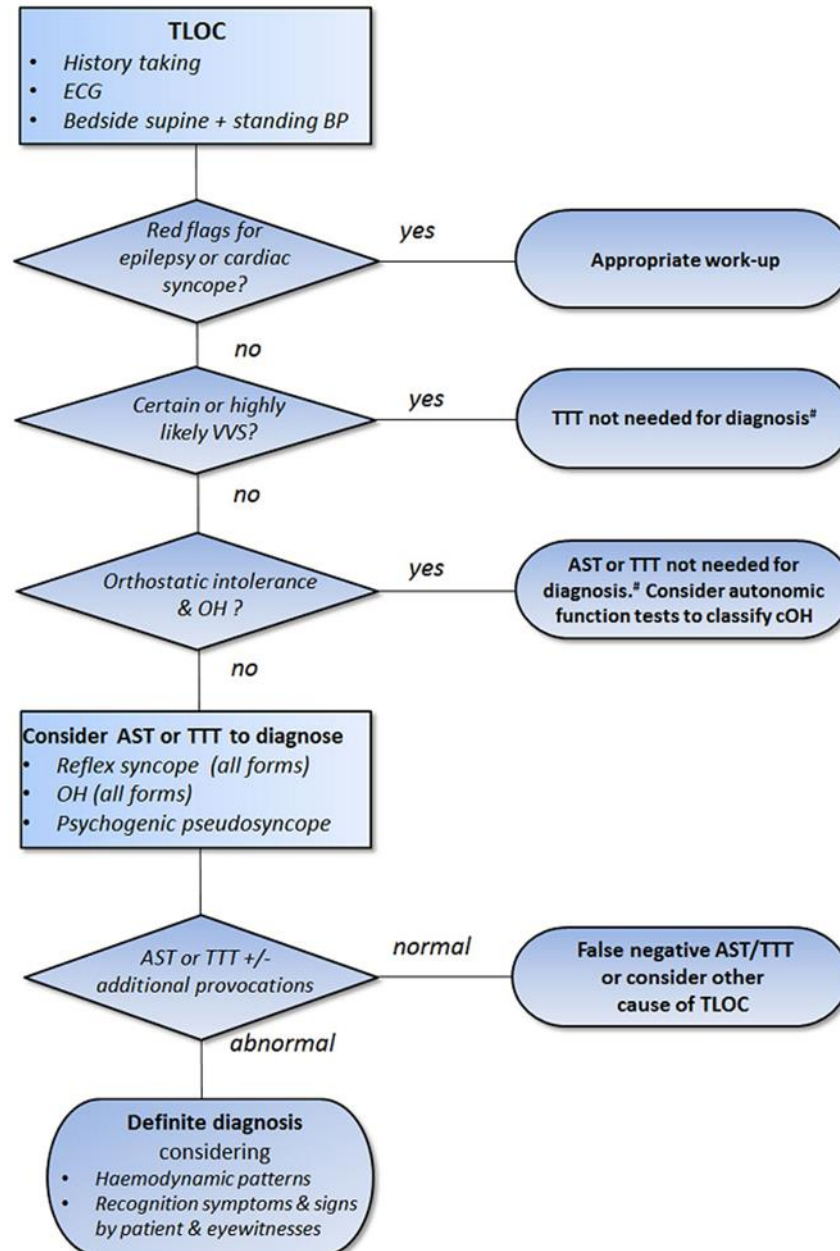 TLOC
• History taking
• ECG
• Bedside supine + standing BP
Red flags for
epilepsy or cardiac
syncope?
yes
Appropriate work-up
no
Certain or highly
likely VVS?
yes
TTT not needed for diagnosis#
no
Orthostatic intolerance
& OH ?
yes
AST or TTT not needed for
diagnosis.# Consider autonomic
function tests to classify cOH
no
Consider AST or TTT to diagnose
• Reflex syncope (all forms)
• OH (all forms)
• Psychogenic pseudosyncope
AST or TTT +/-
additional provocations
normal
False negative AST/TTT
or consider other
cause of TLOC
abnormal
Definite diagnosis
considering
• Haemodynamic patterns
• Recognition symptoms & signs
by patient & eyewitnesses